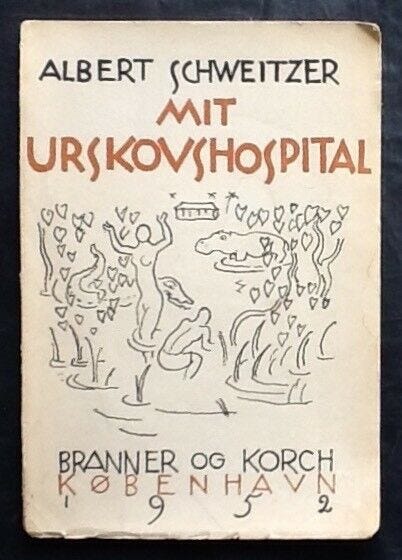 ALBERT SCHWEITZER
MIT
URSKOVSHOSPITAL
BRANNER OG KORCH
KØBENHAVN
1952